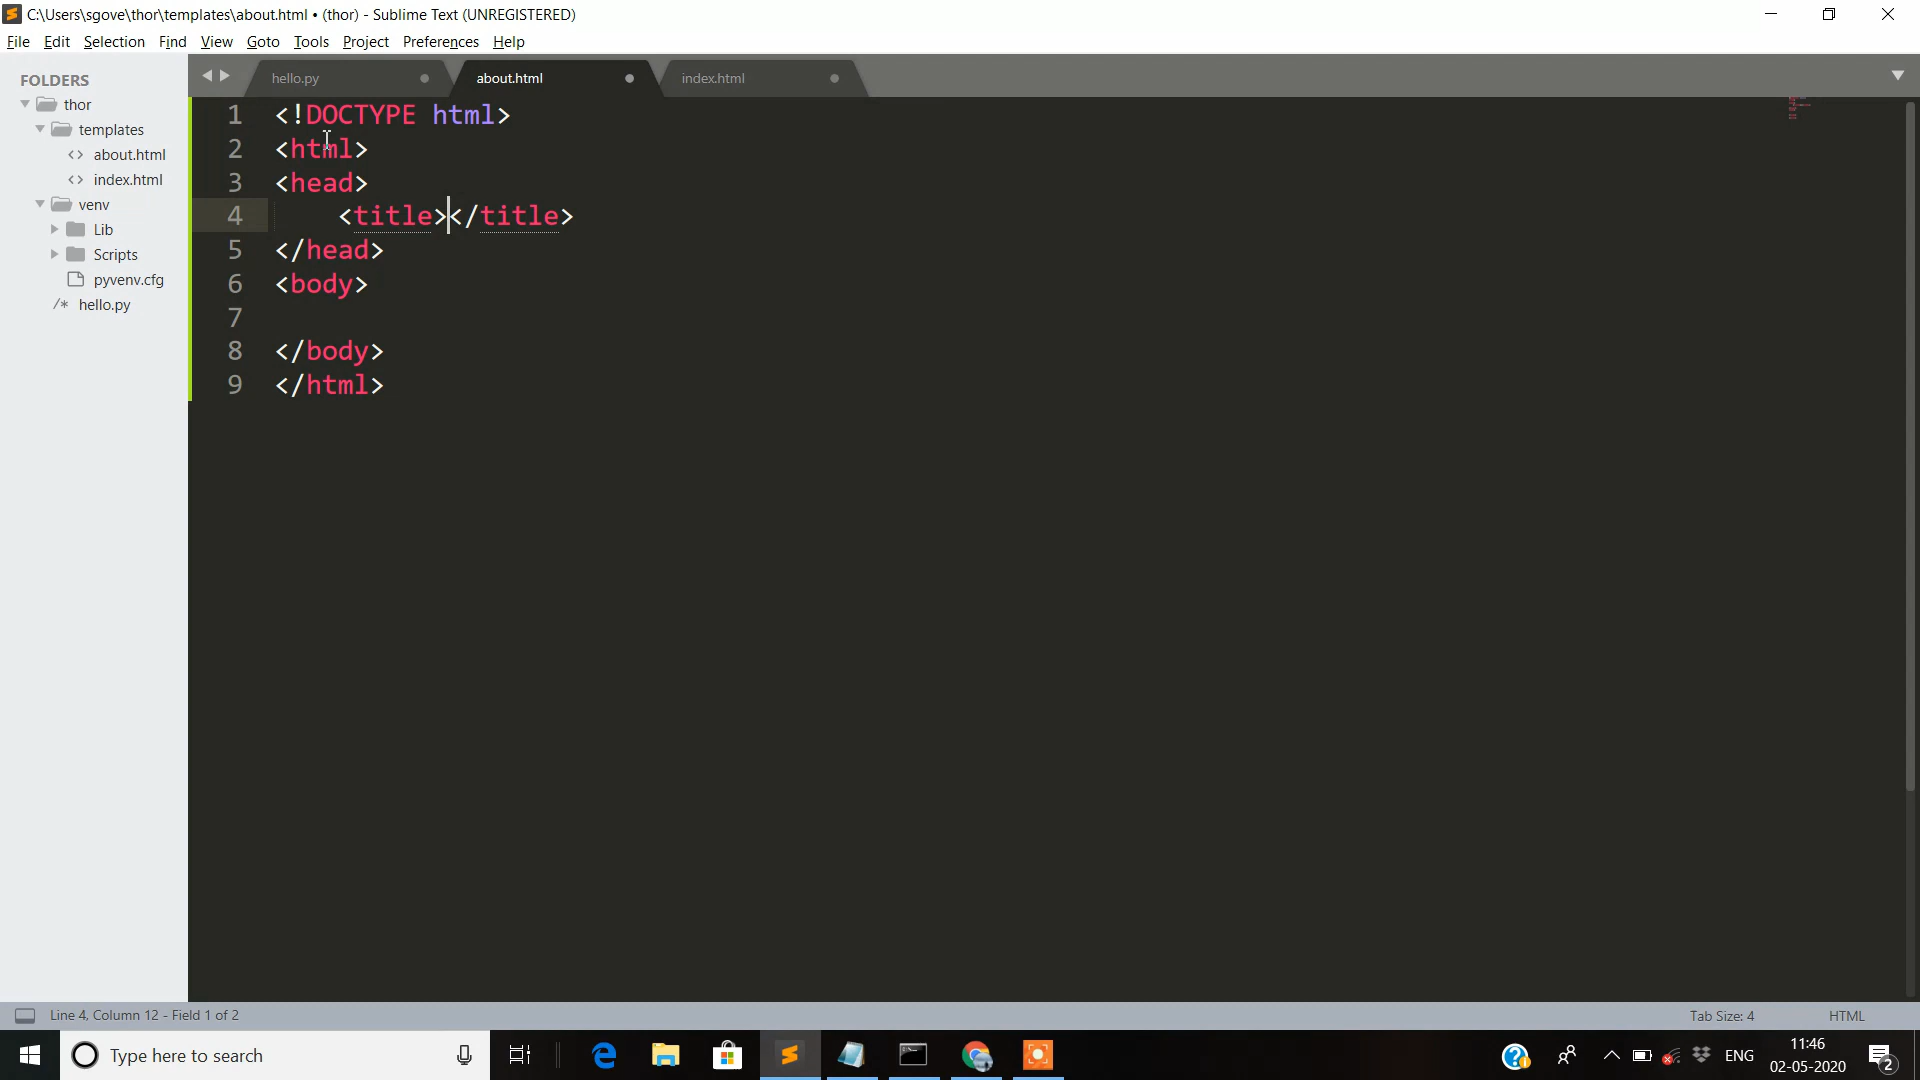 C:\Users\sgove\thor\templates\about.html • (thor) - Sublime Text (UNREGISTERED)
File Edit Selection Find View Goto Tools Project Preferences Help
FOLDERS
thor
templates
about.html
index.html
venv
Lib
Scripts
pyvenv.cfg
/* hello.py
hello.py about.html index.html
1 <!DOCTYPE html>
2 <html>
3 <head>
4 <title></title>
5 </head>
6 <body>
7
8 </body>
9 </html>
Line 4, Column 12 - Field 1 of 2 Tab Size: 4 HTML
Type here to search
ENG
11:46
02-05-2020
2